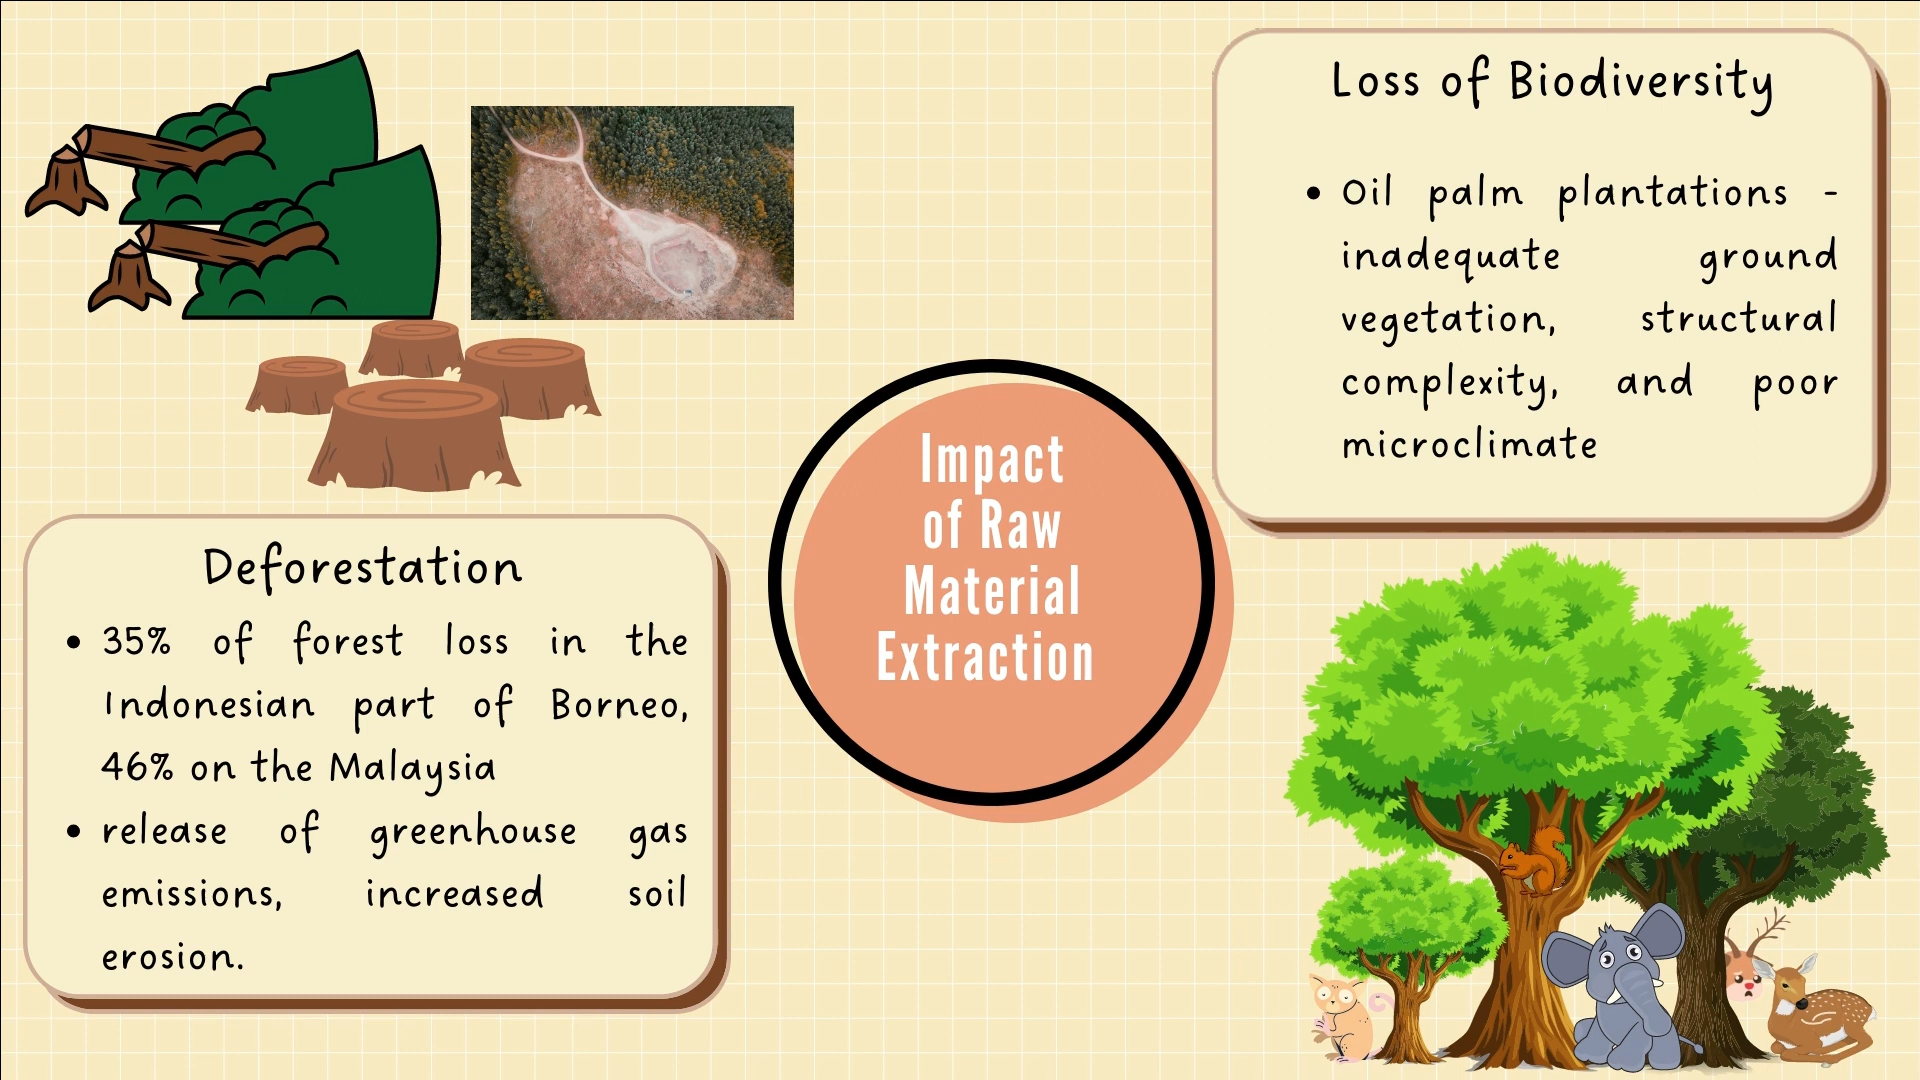 Loss of Biodiversity
• Oil palm plantations -
inadequate ground
vegetation, structural
complexity, and poor
microclimate
Impact
of Raw
Material
Extraction
Deforestation
• 35% of forest loss in the
Indonesian part of Borneo,
46% on the Malaysia
• release of greenhouse gas
emissions, increased soil
erosion.